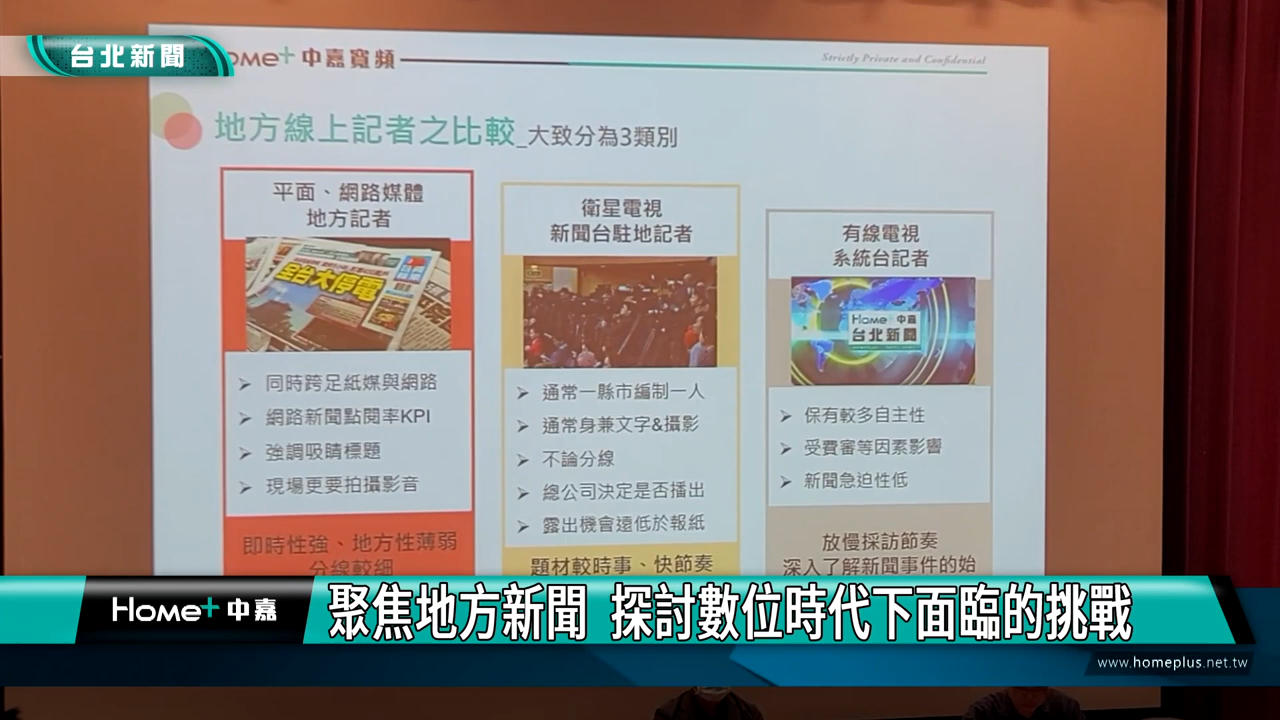 台北新聞
Home+ 中嘉寬頻
Strictly Private and Confidential
地方線上記者之比較_大致分為3類別
平面、網路媒體
地方記者
全台大停電
➢ 同時跨足紙媒與網路
➢ 網路新聞點閱率KPI
➢ 強調吸睛標題
➢ 現場更要拍攝影音
即時性強、地方性薄弱
分線較細
衛星電視
新聞台駐地記者
➢ 通常一縣市編制一人
➢ 通常身兼文字&攝影
➢ 不論分線
➢ 總公司決定是否播出
➢ 露出機會遠低於報紙
題材較時事、快節奏
有線電視
系統台記者
Home+ 中嘉
台北新聞
➢ 保有較多自主性
➢ 受費審等因素影響
➢ 新聞急迫性低
放慢採訪節奏
深入了解新聞事件的始
Home+ 中嘉
聚焦地方新聞 探討數位時代下面臨的挑戰
www.homeplus.net.tw